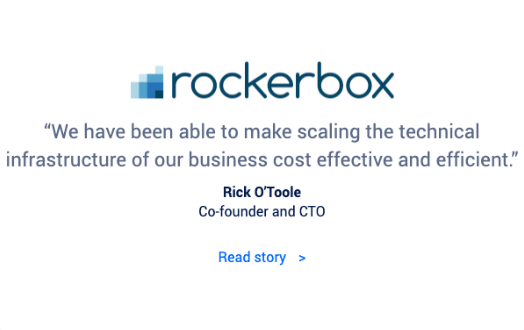 rockerbox
“We have been able to make scaling the technical
infrastructure of our business cost effective and efficient.”
Rick O’Toole
Co-founder and CTO
Read story >